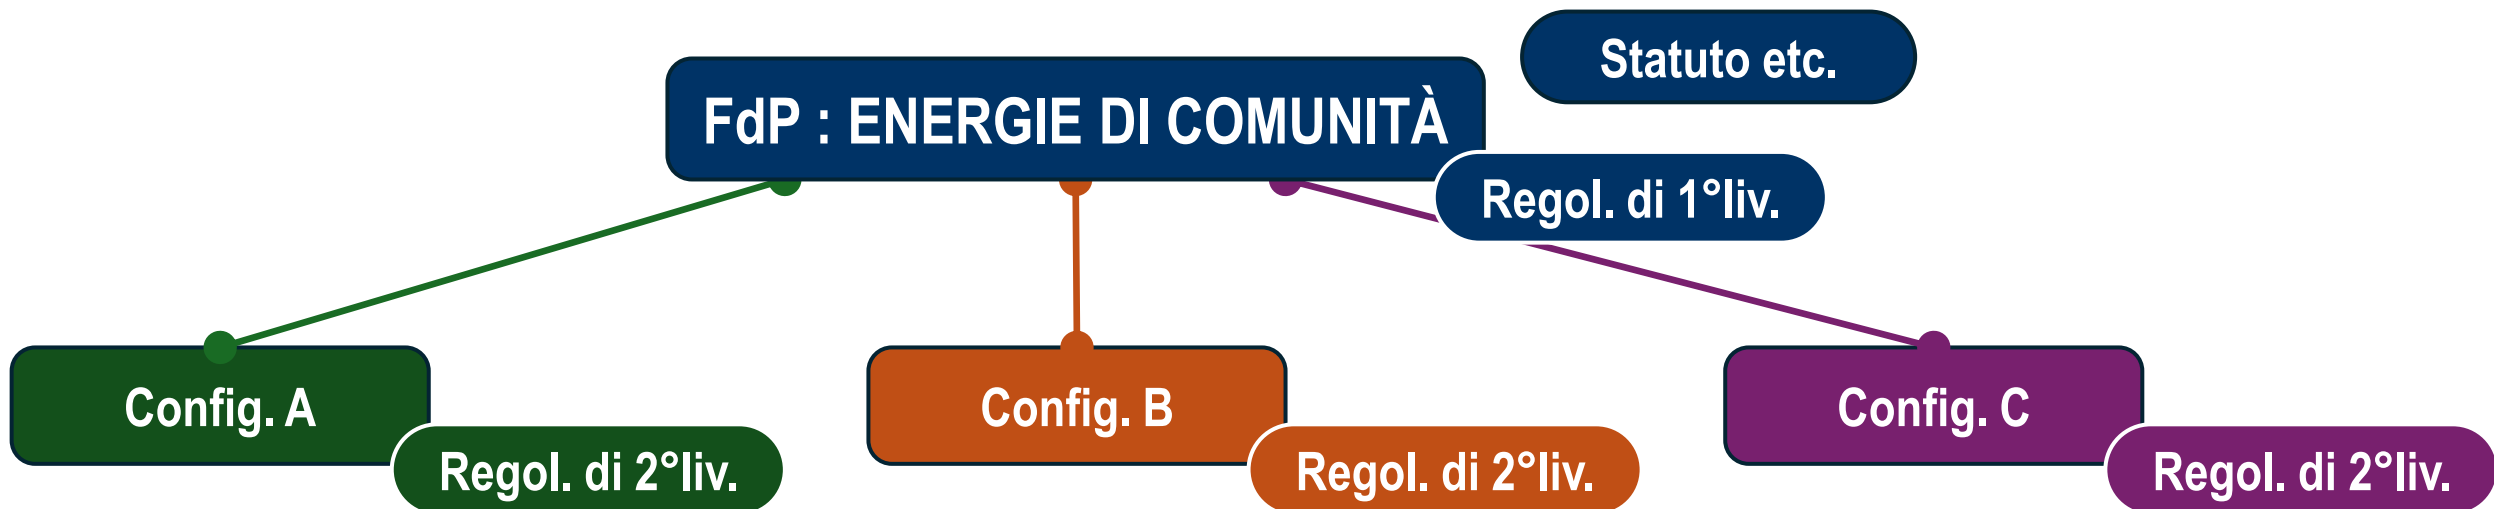 Statuto etc.
FdP : ENERGIE DI COMUNITÀ
Regol. di 1°liv.
Config. A
Config. B
Config. C
Regol. di 2°liv.
Regol. di 2°liv.
Regol. di 2°liv.